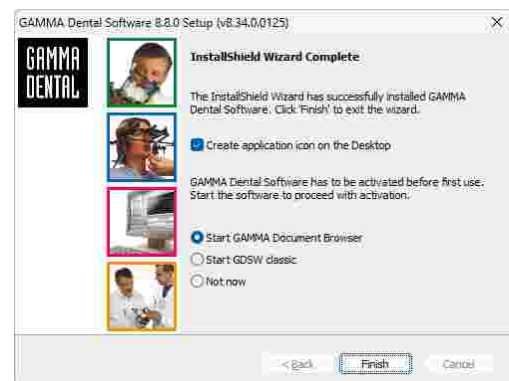 GAMMA Dental Software 8.8.0 Setup (v8.34.0.0125)
GAMMA
DENTAL
InstallShield Wizard Complete
The InstallShield Wizard has successfully installed GAMMA
Dental Software. Click 'Finish' to exit the wizard.
Create application icon on the Desktop
GAMMA Dental Software has to be activated before first use.
Start the software to proceed with activation.
Start GAMMA Document Browser
Start GDSW classic
Not now
< Back
Finish
Cancel